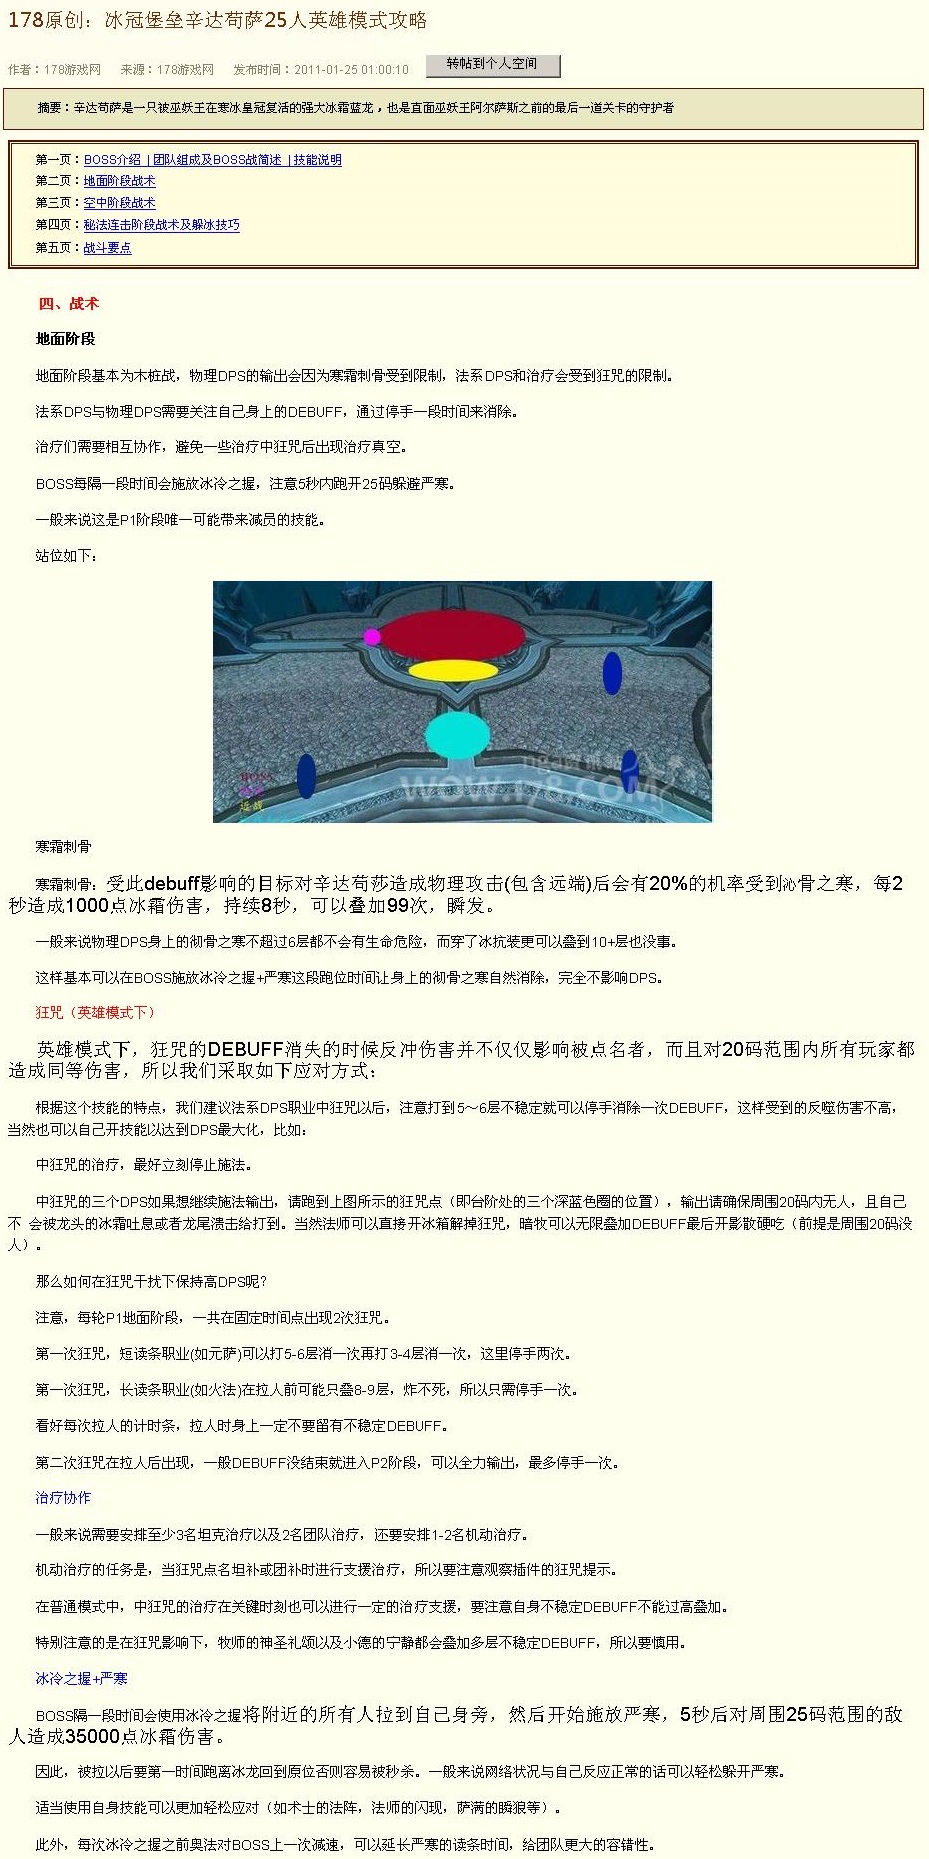 178原创：冰冠堡垒辛达苟萨25人英雄模式攻略
作者：178游戏网 来源：178游戏网 发布时间：2011-01-25 01:00:10 转帖到个人空间
摘要：辛达苟萨是一只被巫妖王在寒冰皇冠复活的强大冰霜蓝龙，也是直面巫妖王阿尔萨斯之前的最后一道关卡的守护者
第一页：BOSS介绍 | 团队组成及BOSS战简述 | 技能说明
第二页：地面阶段战术
第三页：空中阶段战术
第四页：秘法连击阶段战术及躲冰技巧
第五页：战斗要点
四、战术
地面阶段
地面阶段基本为木桩战，物理DPS的输出会因为寒霜刺骨受到限制，法系DPS和治疗会受到狂咒的限制。
法系DPS与物理DPS需要关注自己身上的DEBUFF，通过停手一段时间来消除。
治疗们需要相互协作，避免一些治疗中狂咒后出现治疗真空。
BOSS每隔一段时间会施放冰冷之握，注意5秒内跑开25码躲避严寒。
一般来说这是P1阶段唯一可能带来减员的技能。
站位如下：
BOSS
近战
WOW.178.COM
寒霜刺骨
寒霜刺骨：受此debuff影响的目标对辛达苟莎造成物理攻击(包含远端)后会有20%的机率受到沁骨之寒，每2
秒造成1000点冰霜伤害，持续8秒，可以叠加99次，瞬发。
一般来说物理DPS身上的彻骨之寒不超过6层都不会有生命危险，而穿了冰抗装更可以叠到10+层也没事。
这样基本可以在BOSS施放冰冷之握+严寒这段跑位时间让身上的彻骨之寒自然消除，完全不影响DPS。
狂咒（英雄模式下）
英雄模式下，狂咒的DEBUFF消失的时候反冲伤害并不仅仅影响被点名者，而且对20码范围内所有玩家都
造成同等伤害，所以我们采取如下应对方式：
根据这个技能的特点，我们建议法系DPS职业中狂咒以后，注意打到5～6层不稳定就可以停手消除一次DEBUFF，这样受到的反噬伤害不高，
当然也可以自己开技能以达到DPS最大化，比如：
中狂咒的治疗，最好立刻停止施法。
中狂咒的三个DPS如果想继续施法输出，请跑到上图所示的狂咒点（即台阶处的三个深蓝色圈的位置），输出请确保周围20码内无人，且自己
不 会被龙头的冰霜吐息或者龙尾溃击给打到。当然法师可以直接开冰箱解掉狂咒，暗牧可以无限叠加DEBUFF最后开影散硬吃（前提是周围20码没
人）。
那么如何在狂咒干扰下保持高DPS呢？
注意，每轮P1地面阶段，一共在固定时间点出现2次狂咒。
第一次狂咒，短读条职业(如元萨)可以打5-6层消一次再打3-4层消一次，这里停手两次。
第一次狂咒，长读条职业(如火法)在拉人前可能只叠8-9层，炸不死，所以只需停手一次。
看好每次拉人的计时条，拉人时身上一定不要留有不稳定DEBUFF。
第二次狂咒在拉人后出现，一般DEBUFF没结束就进入P2阶段，可以全力输出，最多停手一次。
治疗协作
一般来说需要安排至少3名坦克治疗以及2名团队治疗，还要安排1-2名机动治疗。
机动治疗的任务是，当狂咒点名坦补或团补时进行支援治疗，所以要注意观察插件的狂咒提示。
在普通模式中，中狂咒的治疗在关键时刻也可以进行一定的治疗支援，要注意自身不稳定DEBUFF不能过高叠加。
特别注意的是在狂咒影响下，牧师的神圣礼颂以及小德的宁静都会叠加多层不稳定DEBUFF，所以要慎用。
冰冷之握+严寒
BOSS隔一段时间会使用冰冷之握将附近的所有人拉到自己身旁，然后开始施放严寒，5秒后对周围25码范围的敌
人造成35000点冰霜伤害。
因此，被拉以后要第一时间跑离冰龙回到原位否则容易被秒杀。一般来说网络状况与自己反应正常的话可以轻松躲开严寒。
适当使用自身技能可以更加轻松应对（如术士的法阵，法师的闪现，萨满的瞬狼等）。
此外，每次冰冷之握之前奥法对BOSS上一次减速，可以延长严寒的读条时间，给团队更大的容错性。